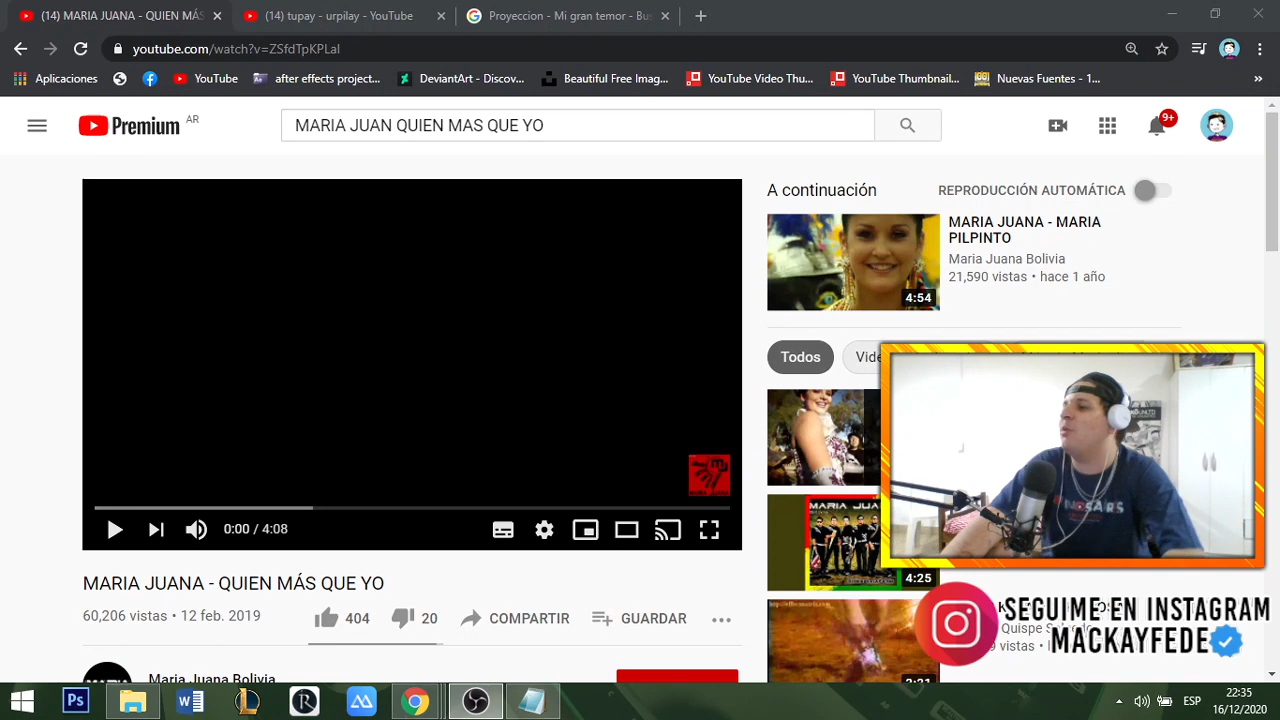 (14) MARIA JUANA - QUIEN MÁS
(14) tupay - urpilay - YouTube
Proyeccion - Mi gran temor - Bus
youtube.com/watch?v=ZSfdTpKPLaI
Aplicaciones
YouTube
after effects project...
DeviantArt - Discov...
Beautiful Free Imag...
YouTube Video Thu...
YouTube Thumbnail...
Nuevas Fuentes - 1...
Premium AR
MARIA JUAN QUIEN MAS QUE YO
9+
A continuación
REPRODUCCIÓN AUTOMÁTICA
MARIA JUANA - MARIA
PILPINTO
Maria Juana Bolivia
21,590 vistas • hace 1 año
4:54
Todos
MARIA JUANA
4:25
0:00 / 4:08
MARIA JUANA - QUIEN MÁS QUE YO
60,206 vistas • 12 feb. 2019
404
20
COMPARTIR
GUARDAR
Maria Juana Bolivia
SEGUIME EN INSTAGRAM
MACKAYFEDE
Quispe
ESP
22:35
16/12/2020